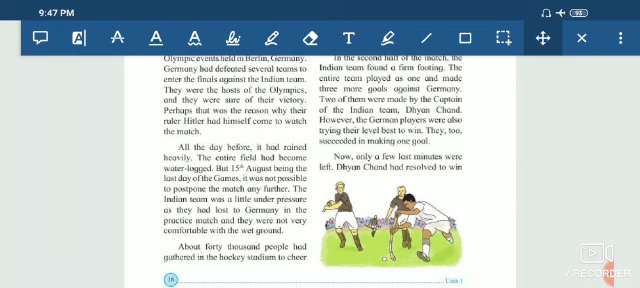 9:47 PM
93
Olympic events held in Berlin, Germany.
Germany had defeated several teams to
enter the finals against the Indian team.
They were the hosts of the Olympics,
and they were sure of their victory.
Perhaps that was the reason why their
ruler Hitler had himself come to watch
the match.
All the day before, it had rained
heavily. The entire field had become
water-logged. But 15th August being the
last day of the Games, it was not possible
to postpone the match any further. The
Indian team was a little under pressure
as they had lost to Germany in the
practice match and they were not very
comfortable with the wet ground.
About forty thousand people had
gathered in the hockey stadium to cheer
In the second half of the match, the
Indian team found a firm footing. The
entire team played as one and made
three more goals against Germany.
Two of them were made by the Captain
of the Indian team, Dhyan Chand.
However, the German players were also
trying their level best to win. They, too,
succeeded in making one goal.
Now, only a few last minutes were
left. Dhyan Chand had resolved to win
16
Unit 1
V RECORDER